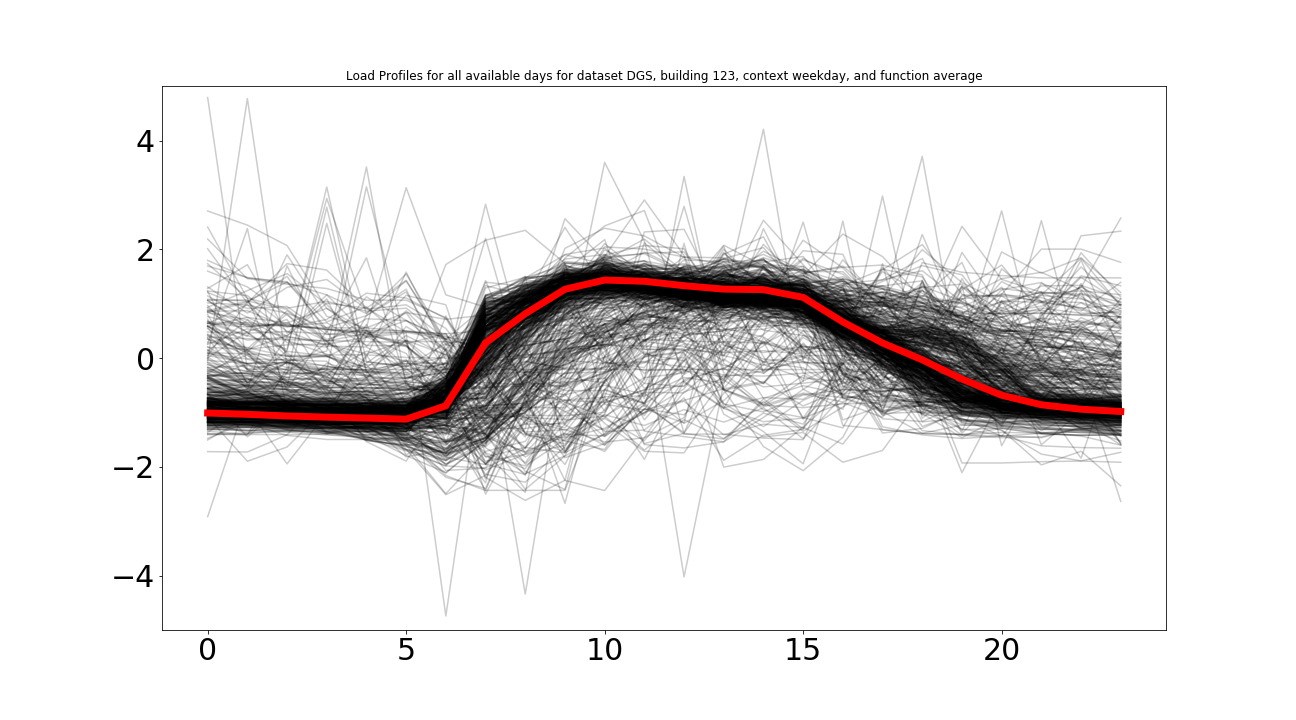 Load Profiles for all available days for dataset DGS, building 123, context weekday, and function average
4
2
0
−2
−4
0 5 10 15 20